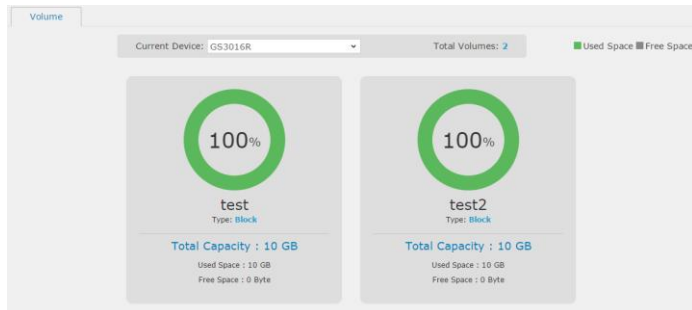 Volume
Current Device: GS3016R Total Volumes: 2 Used Space Free Space
100% 100%
test test2
Type: Block Type: Block
Total Capacity : 10 GB Total Capacity : 10 GB
Used Space : 10 GB Used Space : 10 GB
Free Space : 0 Byte Free Space : 0 Byte